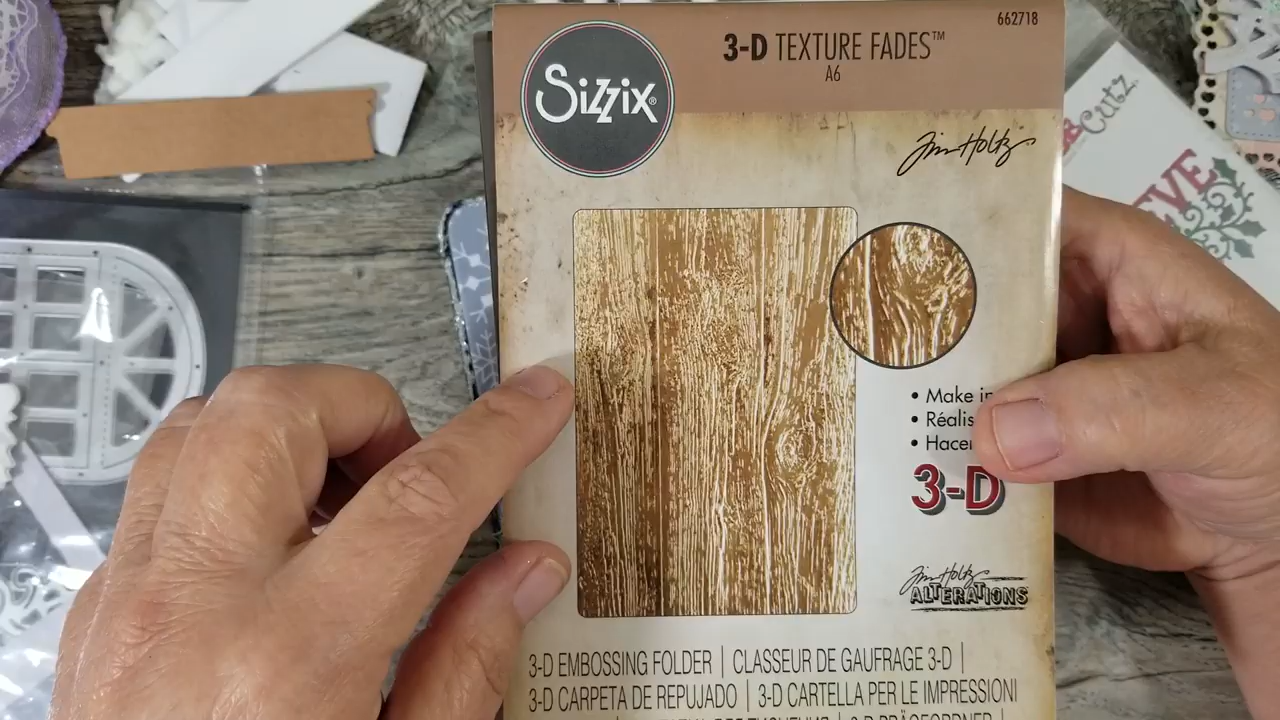 662718
3-D TEXTURE FADES™
A6
Sizzix®
Tim Holtz
Cutz
• Make
• Réalis
• Hacer
3-D
Tim Holtz
ALTERATIONS
3-D EMBOSSING FOLDER | CLASSEUR DE GAUFRAGE 3-D |
3-D CARPETA DE REPUJADO | 3-D CARTELLA PER LE IMPRESSIONI